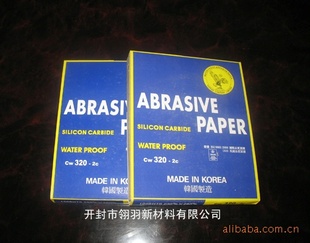 ABRASIVE
PAPER
SILICON CARBIDE
WATER PROOF
Cw 320 - 2c
MADE IN KOREA
韓國製造
ABRASIVE
PAPER
SILICON CARBIDE
WATER PROOF
Cw 320 - 2c
MADE IN KOREA
韓國製造
开封市翎羽新材料有限公司
alibaba.com.cn